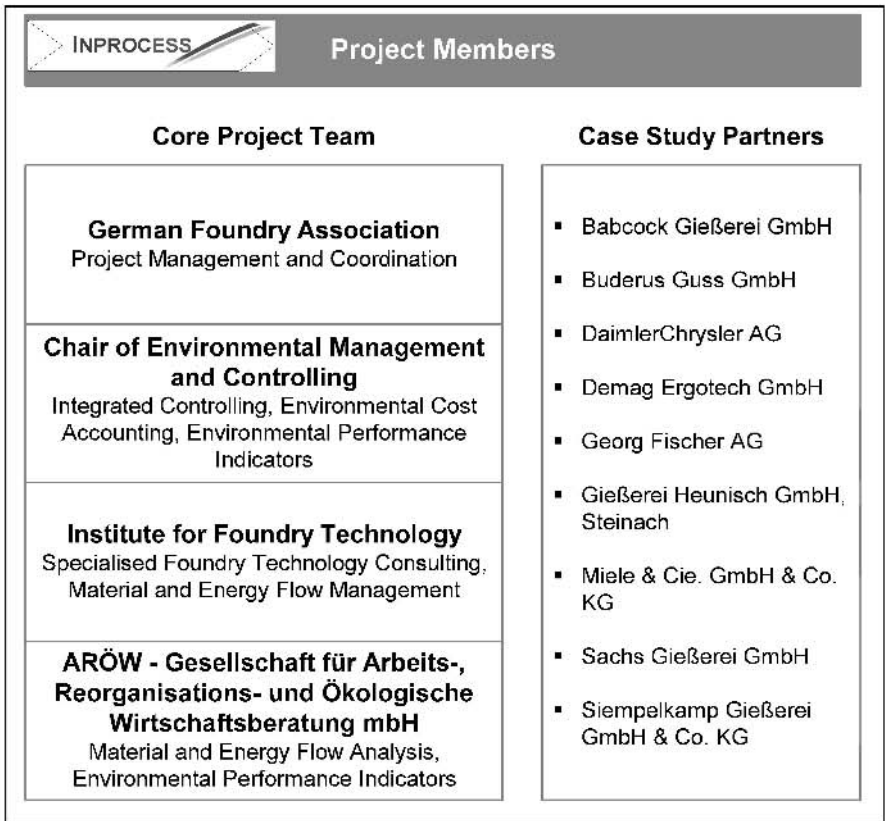 INPROCESS
Project Members
Core Project Team
German Foundry Association
Project Management and Coordination
Chair of Environmental Management
and Controlling
Integrated Controlling, Environmental Cost
Accounting, Environmental Performance
Indicators
Institute for Foundry Technology
Specialised Foundry Technology Consulting,
Material and Energy Flow Management
ARÖW - Gesellschaft für Arbeits-,
Reorganisations- und Ökologische
Wirtschaftsberatung mbH
Material and Energy Flow Analysis,
Environmental Performance Indicators
Case Study Partners
▪ Babcock Gießerei GmbH
▪ Buderus Guss GmbH
▪ DaimlerChrysler AG
▪ Demag Ergotech GmbH
▪ Georg Fischer AG
▪ Gießerei Heunisch GmbH,
Steinach
▪ Miele & Cie. GmbH & Co.
KG
▪ Sachs Gießerei GmbH
▪ Siempelkamp Gießerei
GmbH & Co. KG